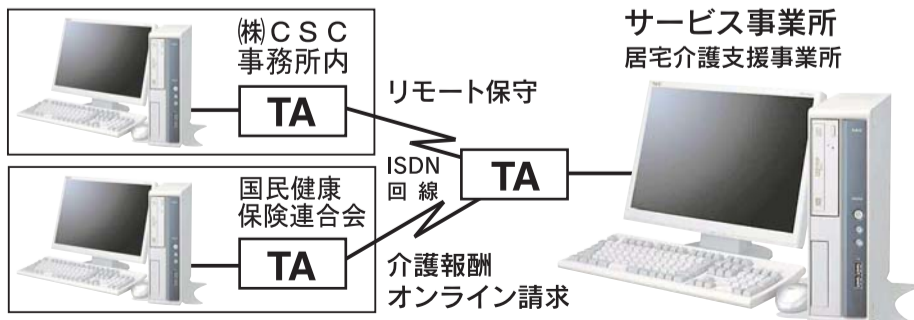 ㈱ＣＳＣ
事務所内
TA
リモート保守
サービス事業所
居宅介護支援事業所
ISDN
回線
TA
国民健康
保険連合会
TA
介護報酬
オンライン請求